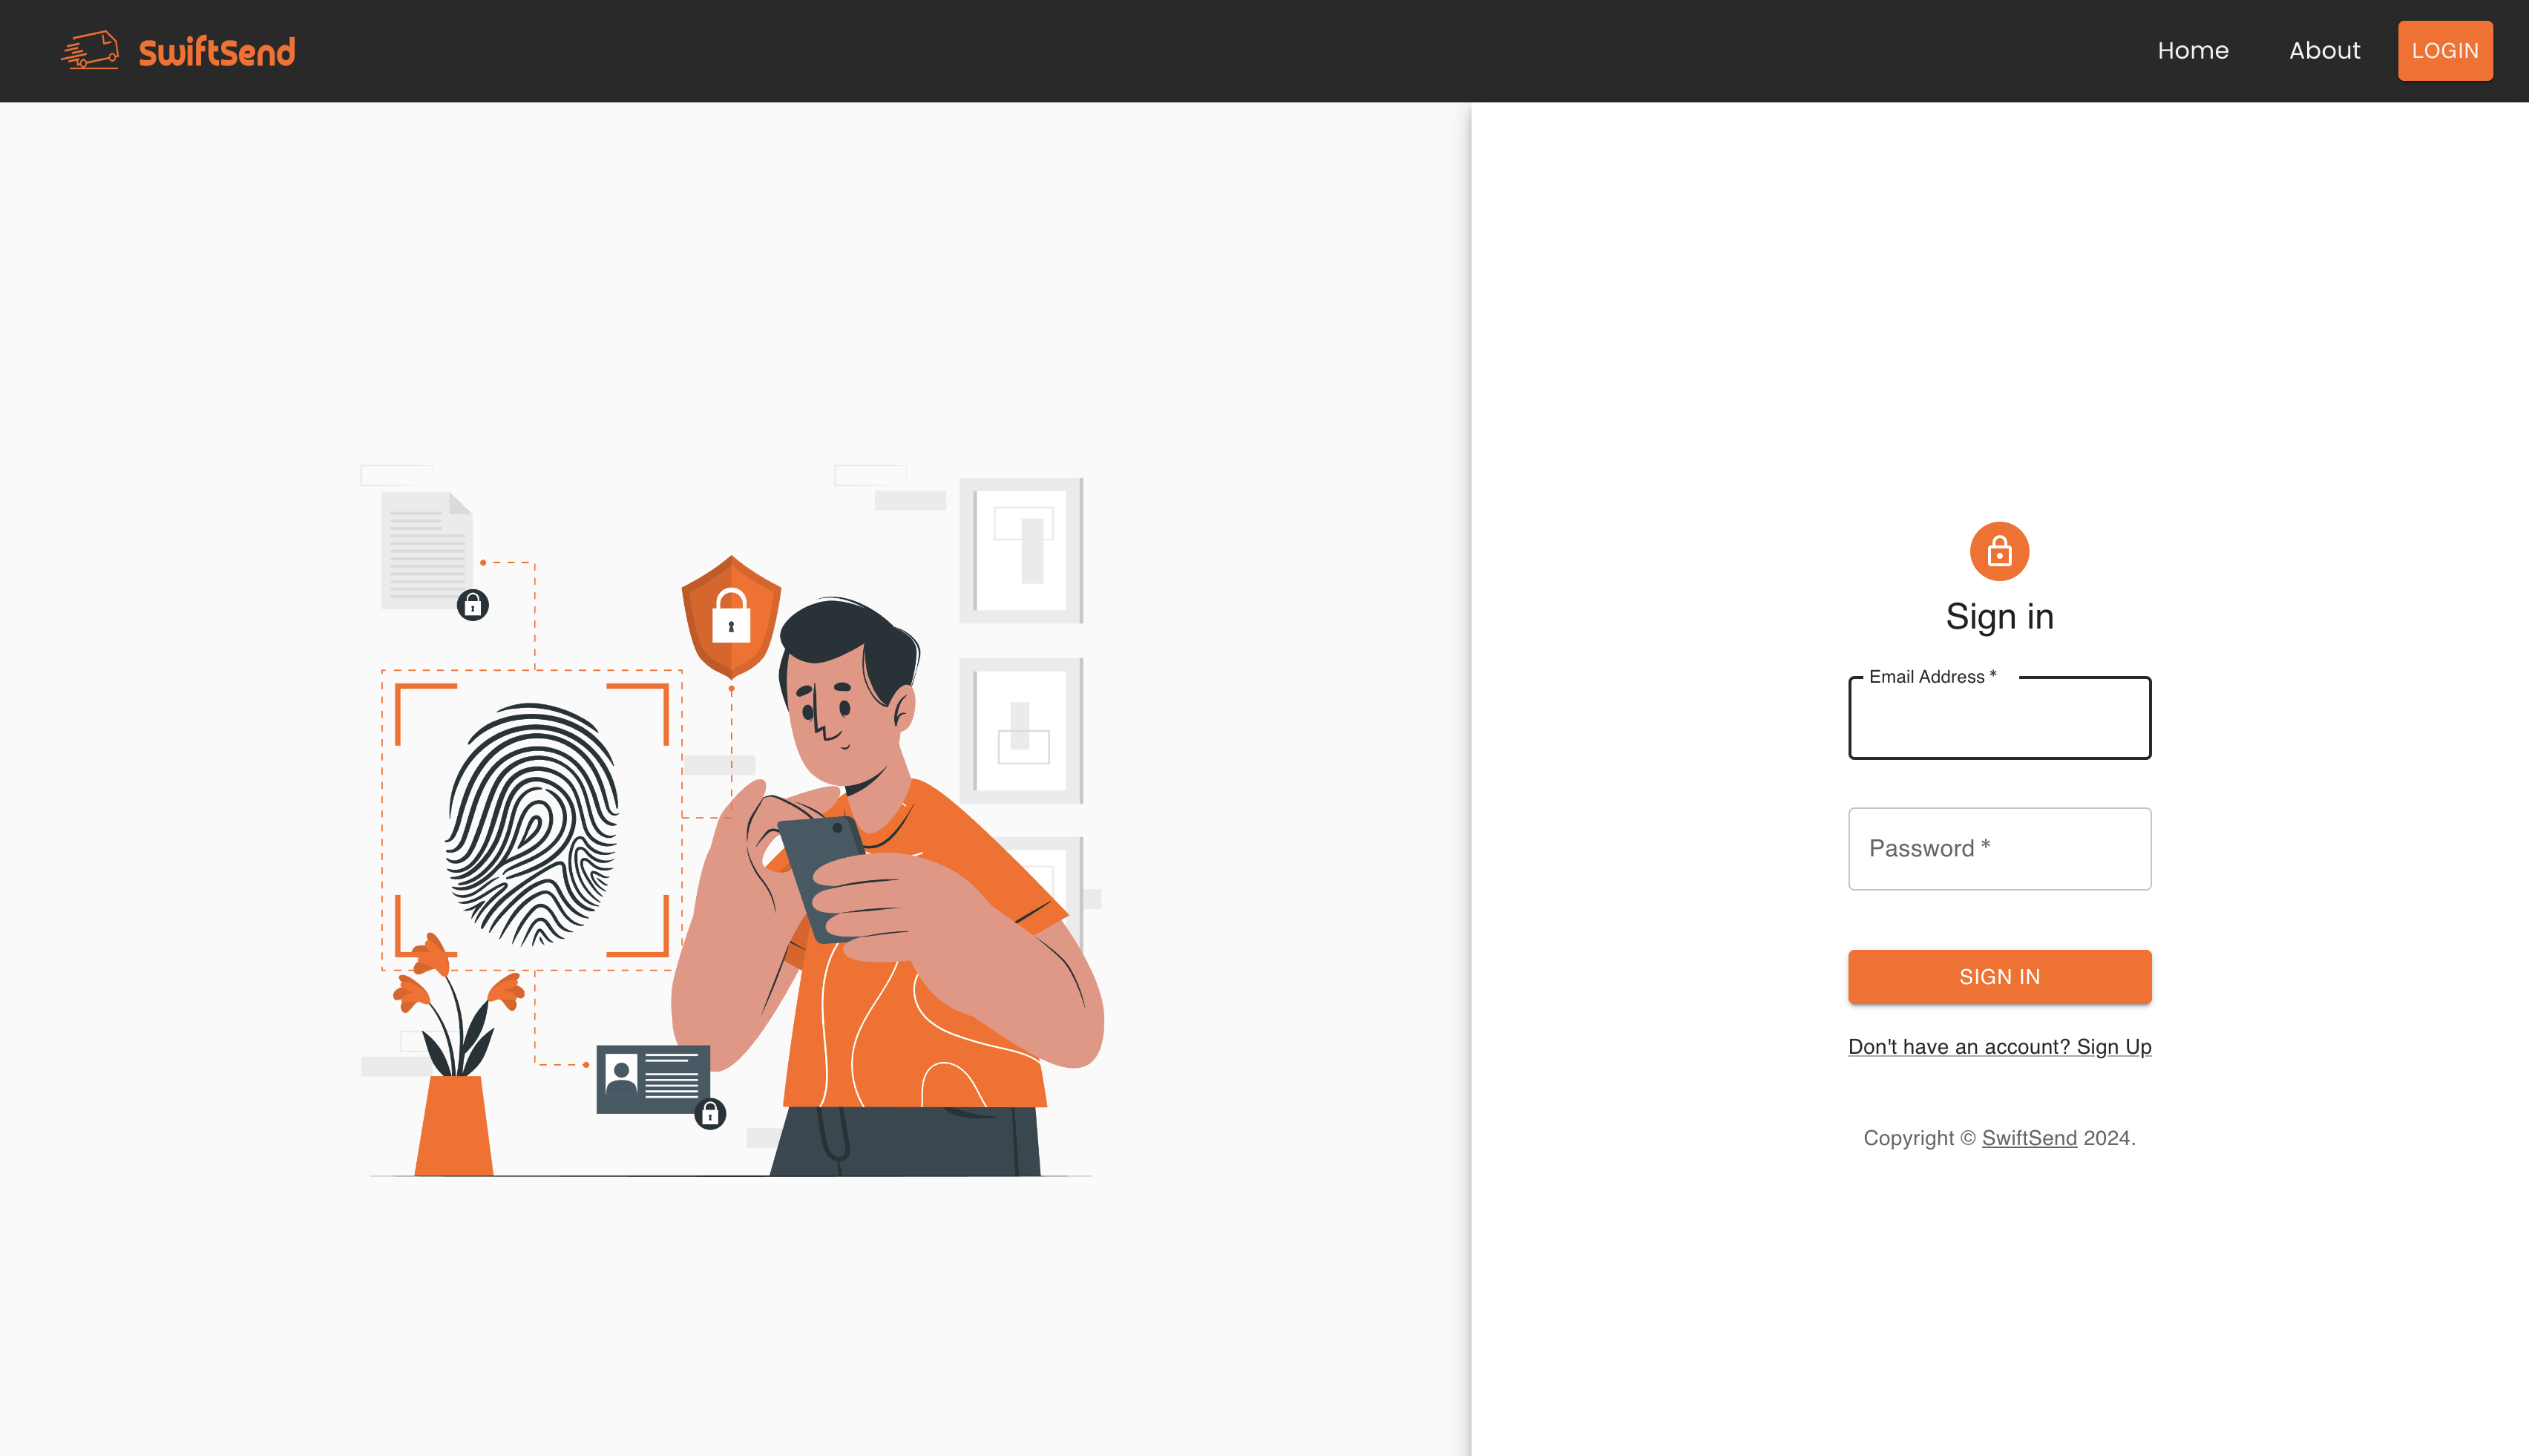 SwiftSend
Home
About
LOGIN
Sign in
Email Address *
Password *
SIGN IN
Don't have an account? Sign Up
Copyright © SwiftSend 2024.